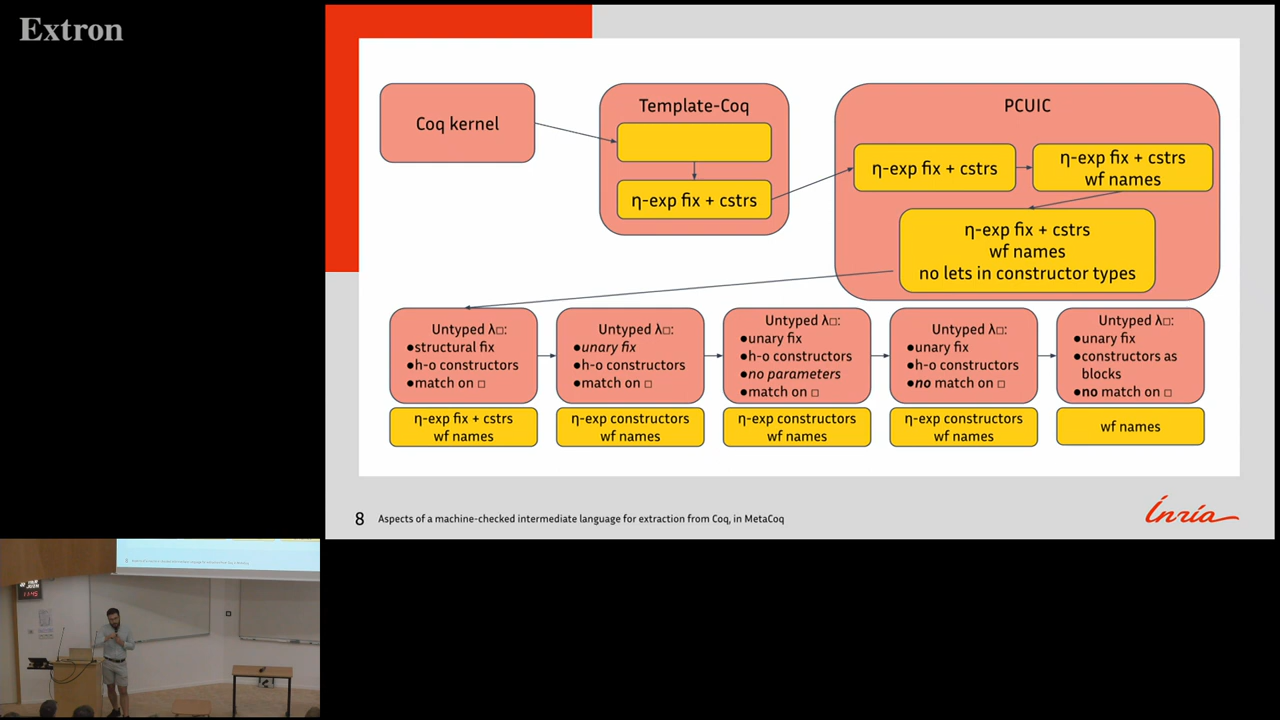 Extron
Coq kernel
Template-Coq
η-exp fix + cstrs
PCUIC
η-exp fix + cstrs
η-exp fix + cstrs
wf names
η-exp fix + cstrs
wf names
no lets in constructor types
Untyped λ□:
●structural fix
●h-o constructors
●match on □
η-exp fix + cstrs
wf names
Untyped λ□:
●unary fix
●h-o constructors
●match on □
η-exp constructors
wf names
Untyped λ□:
●unary fix
●h-o constructors
●no parameters
●match on □
η-exp constructors
wf names
Untyped λ□:
●unary fix
●h-o constructors
●no match on □
η-exp constructors
wf names
Untyped λ□:
●unary fix
●constructors as
blocks
●no match on □
wf names
8 Aspects of a machine-checked intermediate language for extraction from Coq, in MetaCoq
Inria
11:45